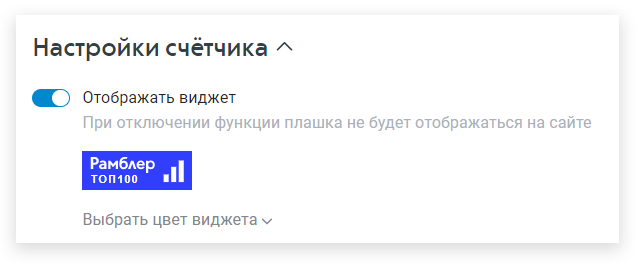 Настройки счётчика
Отображать виджет
При отключении функции плашка не будет отображаться на сайте
Рамблер
ТОП100
Выбрать цвет виджета